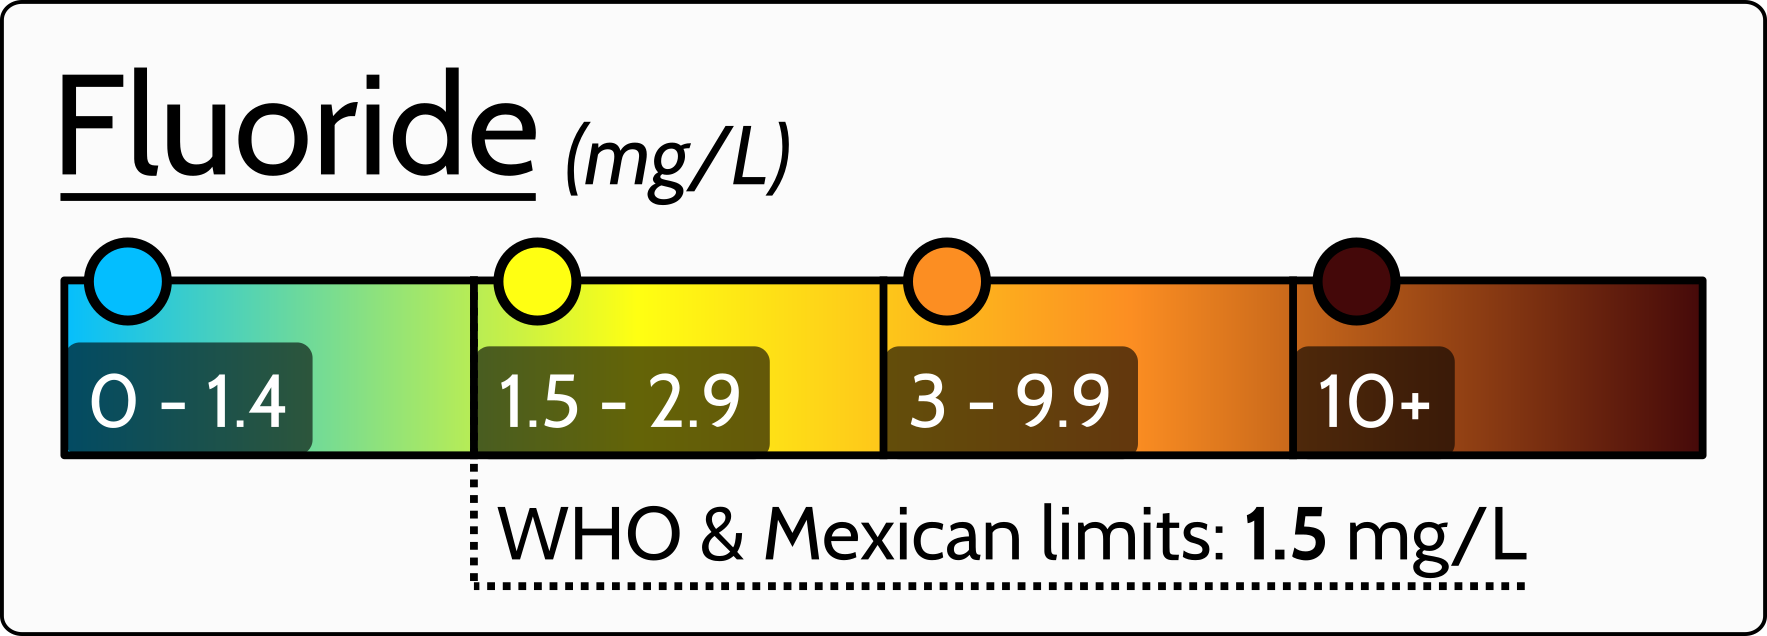 Fluoride (mg/L)
0 - 1.4
1.5 - 2.9
3 - 9.9
10+
WHO & Mexican limits: 1.5 mg/L